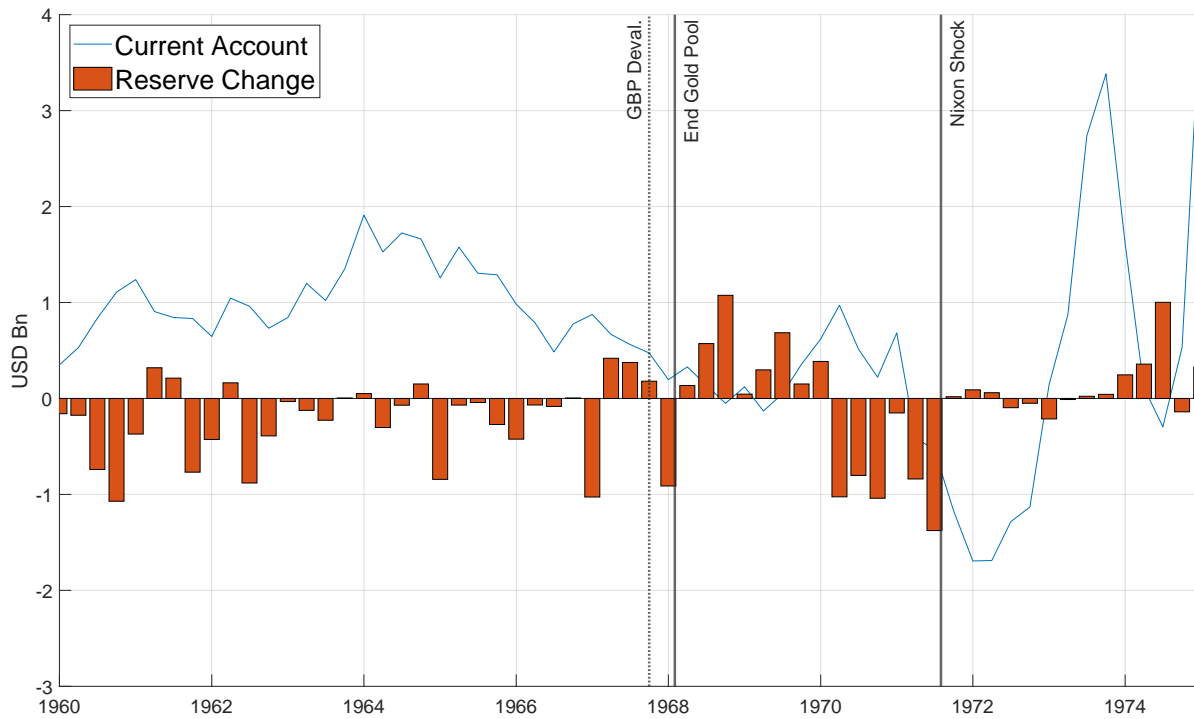 Current Account
Reserve Change
GBP Deval.
End Gold Pool
Nixon Shock
USD Bn
4
3
2
1
0
-1
-2
-3
1960
1962
1964
1966
1968
1970
1972
1974